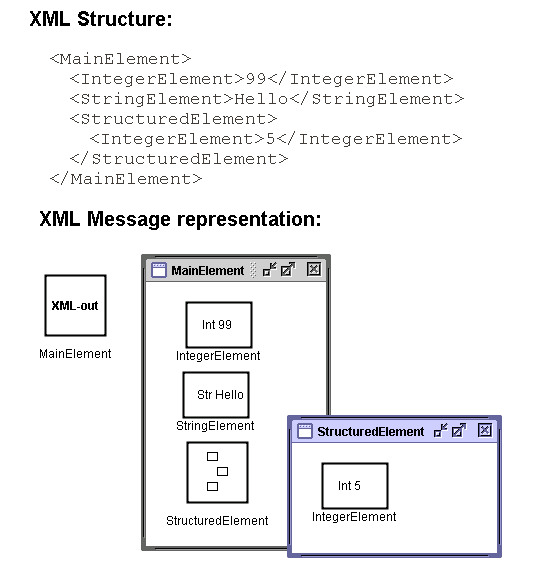 XML Structure:
<MainElement>
<IntegerElement>99</IntegerElement>
<StringElement>Hello</StringElement>
<StructuredElement>
<IntegerElement>5</IntegerElement>
</StructuredElement>
</MainElement>
XML Message representation:
XML-out
MainElement
MainElement
Int 99
IntegerElement
Str Hello
StringElement
StructuredElement
StructuredElement
Int 5
IntegerElement